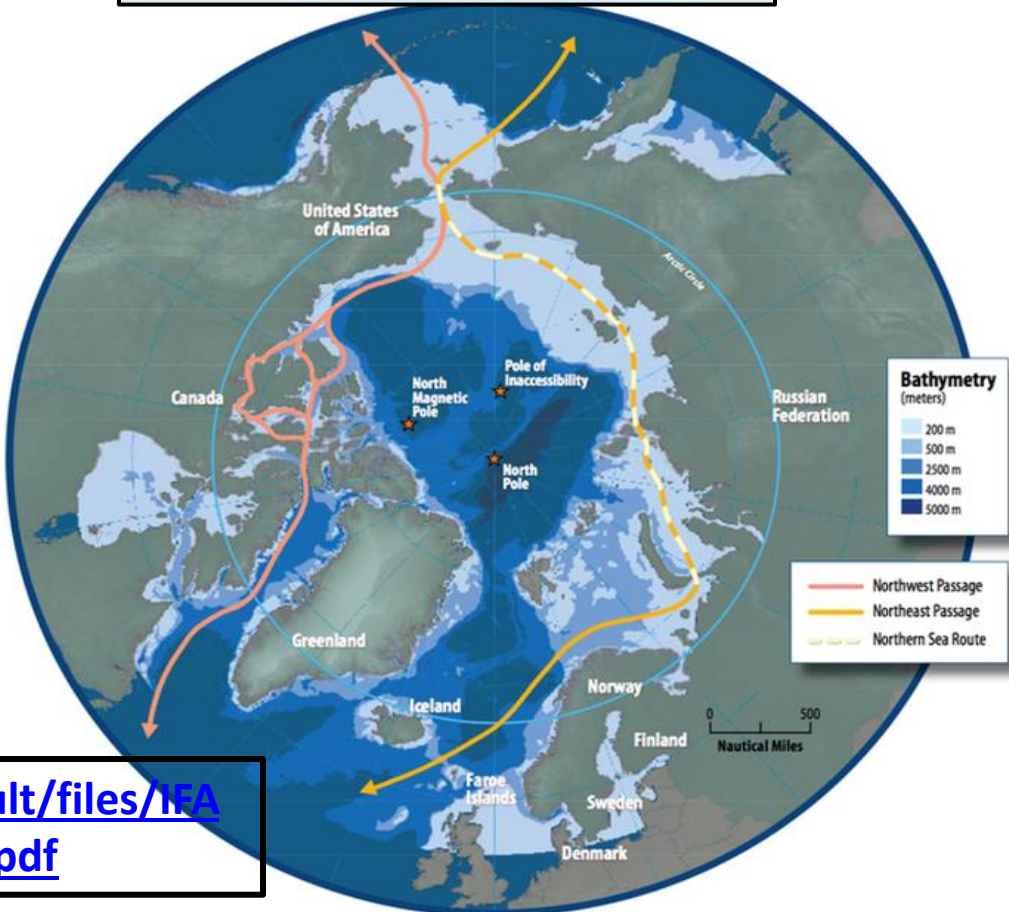 United States
of America
Arctic Circle
Pole of
Inaccessibility
North
Magnetic
Pole
Canada
Russian
Federation
North
Pole
Bathymetry
(meters)
200 m
500 m
2500 m
4000 m
5000 m
Northwest Passage
Northeast Passage
Northern Sea Route
Greenland
Iceland
Norway
0 500
Nautical Miles
Finland
Faroe
Islands
Sweden
Denmark
ult/files/IFA
pdf